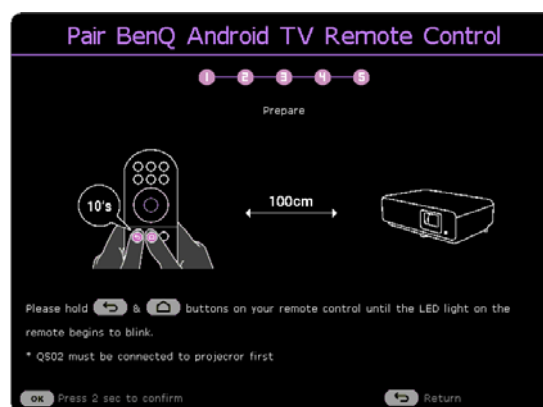 Pair BenQ Android TV Remote Control
1 2 3 4 5
Prepare
10's
100cm
Please hold & buttons on your remote control until the LED light on the
remote begins to blink.
* QS02 must be connected to projecror first
OK Press 2 sec to confirm Return